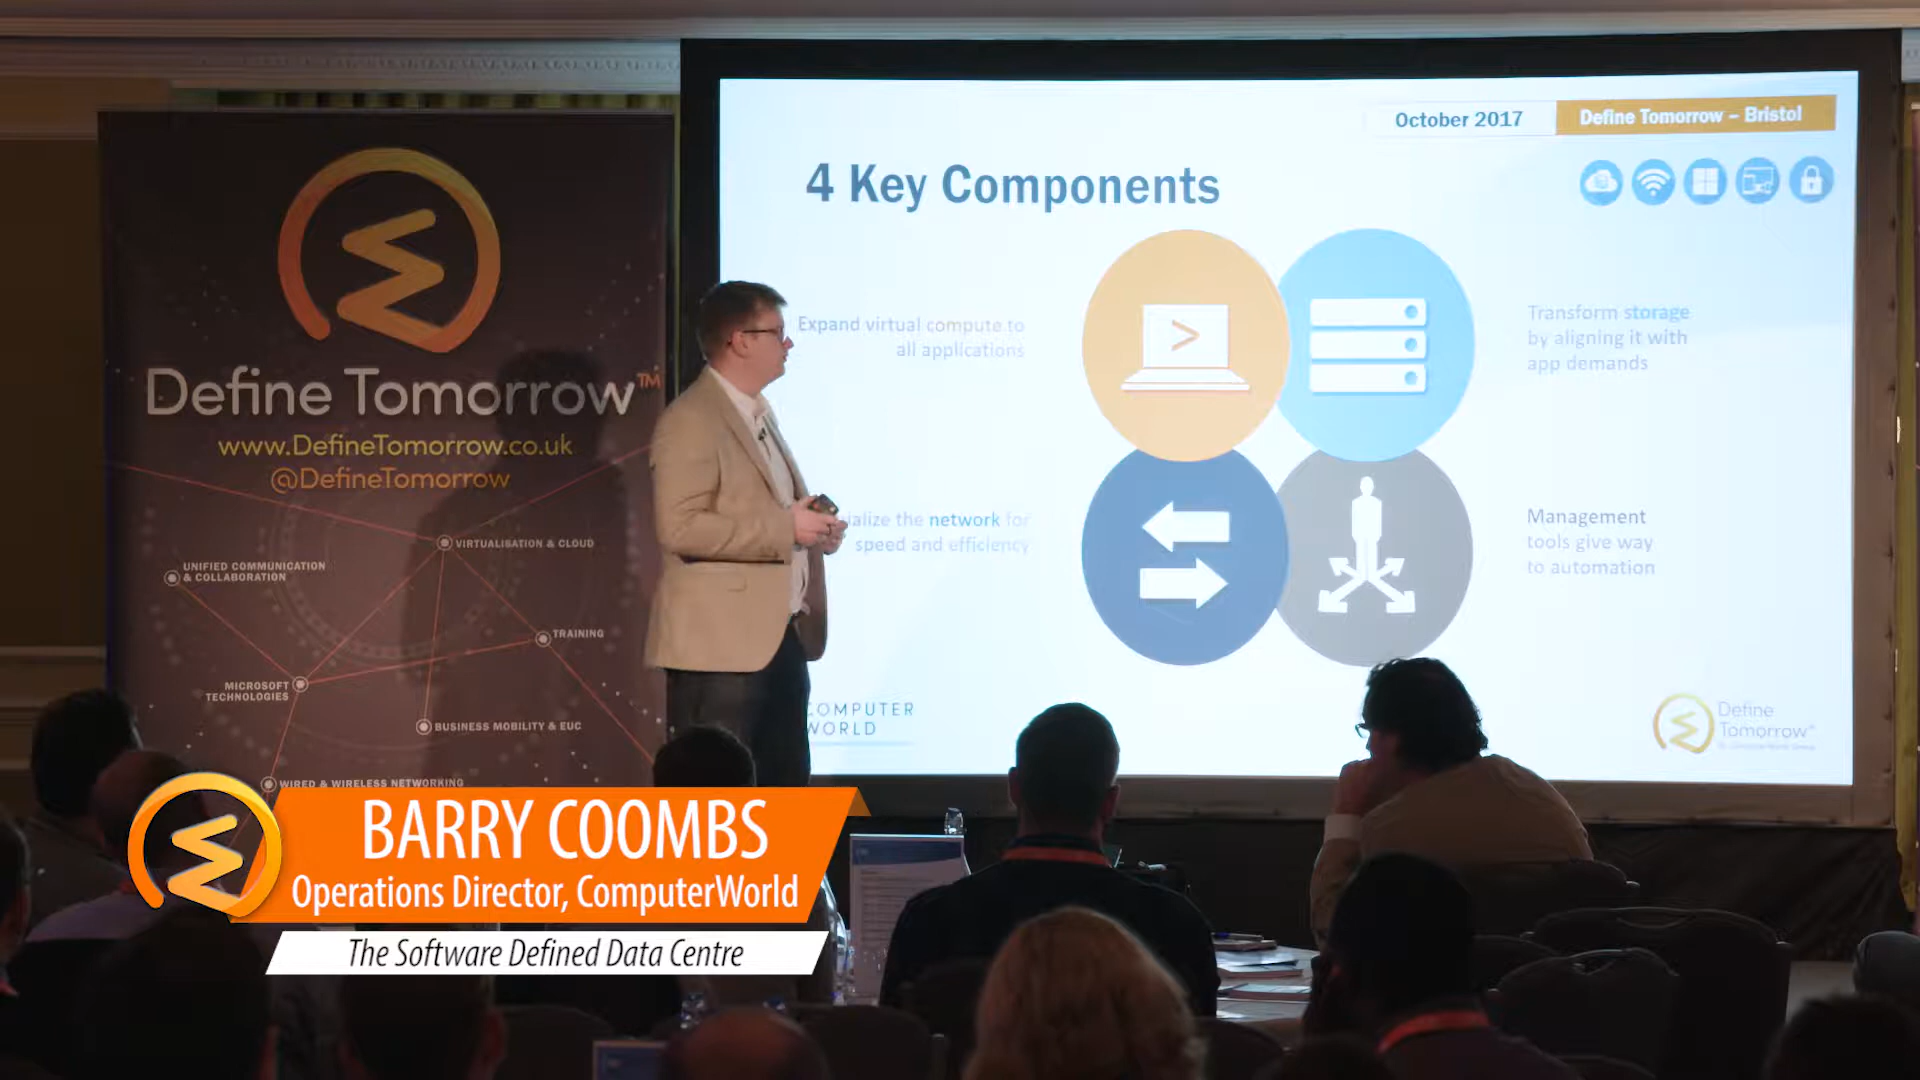 October 2017
Define Tomorrow – Bristol
4 Key Components
Expand virtual compute to
all applications
Transform storage
by aligning it with
app demands
the network for
speed and efficiency
Management
tools give way
to automation
COMPUTER
WORLD
Define
Tomorrow
Define Tomorrow™
www.DefineTomorrow.co.uk
@DefineTomorrow
VIRTUALISATION & CLOUD
UNIFIED COMMUNICATION
& COLLABORATION
TRAINING
MICROSOFT
TECHNOLOGIES
BUSINESS MOBILITY & EUC
WIRED & WIRELESS NETWORKING
BARRY COOMBS
Operations Director, ComputerWorld
The Software Defined Data Centre